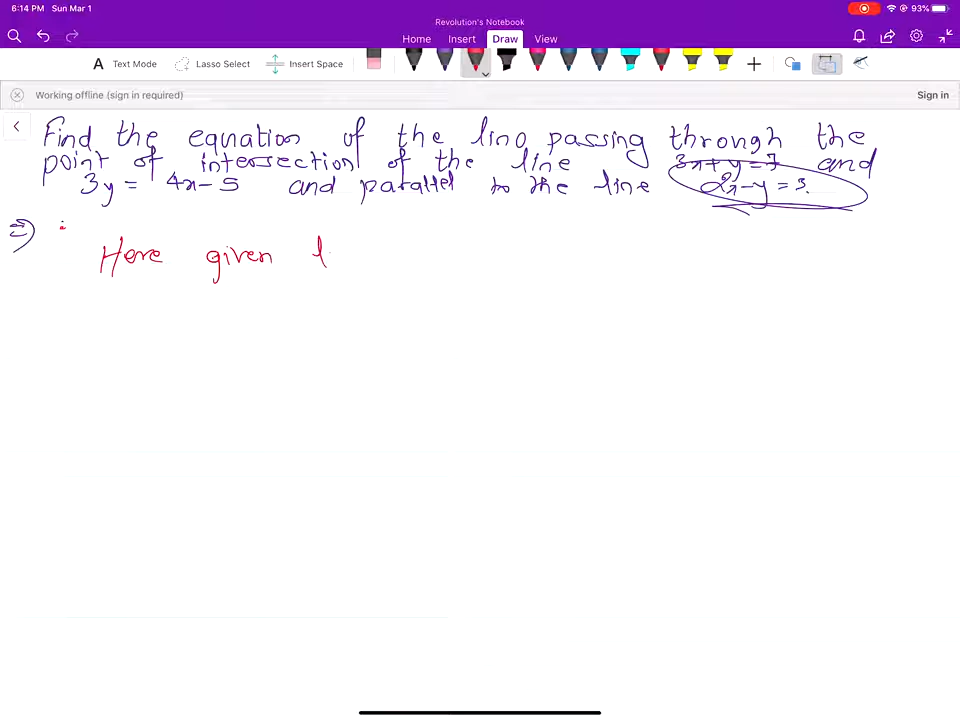 6:14 PM Sun Mar 1
93%
Revolution's Notebook
Home Insert Draw View
Text Mode Lasso Select Insert Space
Working offline (sign in required) Sign in
Find the equation of the line passing through the
point of intersection of the line 3x+y=7 and
3y = 4x-5 and parallel to the line 2x-y=3.
⇒) Here given l